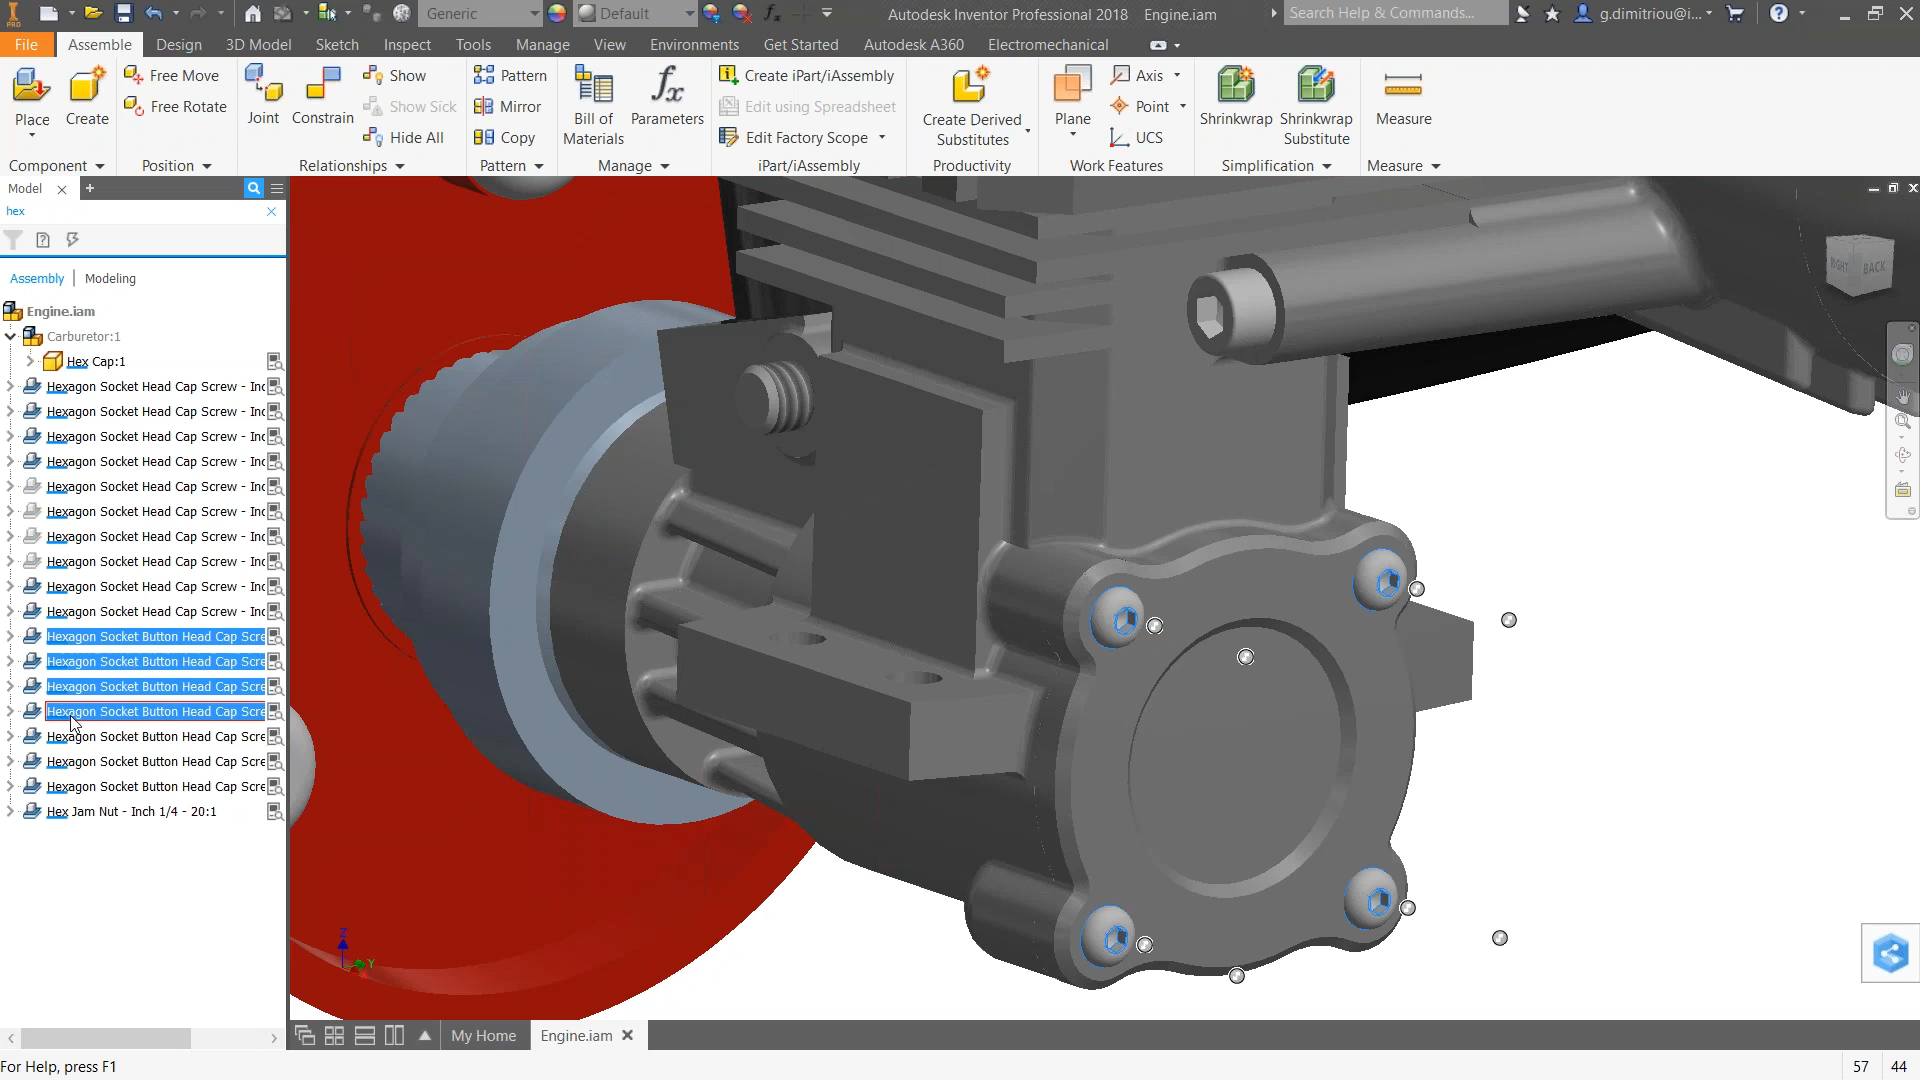 PRO
Generic
Default
fx
Autodesk Inventor Professional 2018 Engine.iam
Search Help & Commands...
g.dimitriou@i...
File Assemble Design 3D Model Sketch Inspect Tools Manage View Environments Get Started Autodesk A360 Electromechanical
Place
Create
Free Move
Free Rotate
Joint
Constrain
Show
Show Sick
Hide All
Pattern
Mirror
Copy
Bill of
Materials
fx
Parameters
Create iPart/iAssembly
Edit using Spreadsheet
Edit Factory Scope
Create Derived
Substitutes
Plane
Axis
Point
UCS
Shrinkwrap
Shrinkwrap
Substitute
Measure
Component Position Relationships Pattern Manage iPart/iAssembly Productivity Work Features Simplification Measure
Model
hex
Assembly | Modeling
Engine.iam
Carburetor:1
Hex Cap:1
Hexagon Socket Head Cap Screw - Inc
Hexagon Socket Head Cap Screw - Inc
Hexagon Socket Head Cap Screw - Inc
Hexagon Socket Head Cap Screw - Inc
Hexagon Socket Head Cap Screw - Inc
Hexagon Socket Head Cap Screw - Inc
Hexagon Socket Head Cap Screw - Inc
Hexagon Socket Head Cap Screw - Inc
Hexagon Socket Head Cap Screw - Inc
Hexagon Socket Head Cap Screw - Inc
Hexagon Socket Button Head Cap Scre
Hexagon Socket Button Head Cap Scre
Hexagon Socket Button Head Cap Scre
Hexagon Socket Button Head Cap Scre
Hexagon Socket Button Head Cap Scre
Hexagon Socket Button Head Cap Scre
Hexagon Socket Button Head Cap Scre
Hex Jam Nut - Inch 1/4 - 20:1
RIGHT BACK
Z
Y
My Home Engine.iam
For Help, press F1
57 44